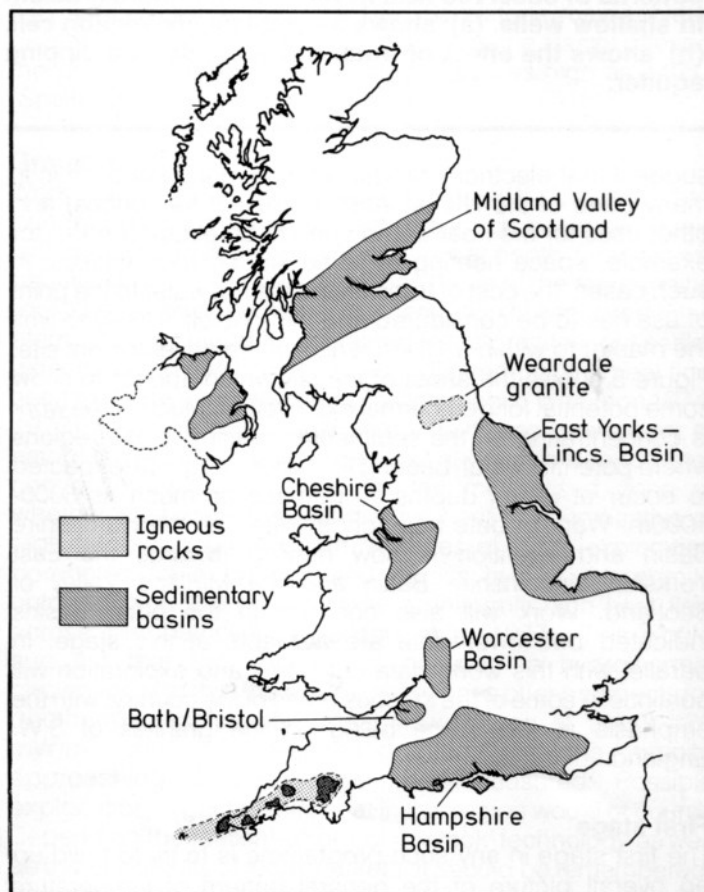 Midland Valley
of Scotland
Weardale
granite
East Yorks—
Lincs. Basin
Cheshire
Basin
Igneous
rocks
Sedimentary
basins
Worcester
Basin
Bath/Bristol
Hampshire
Basin